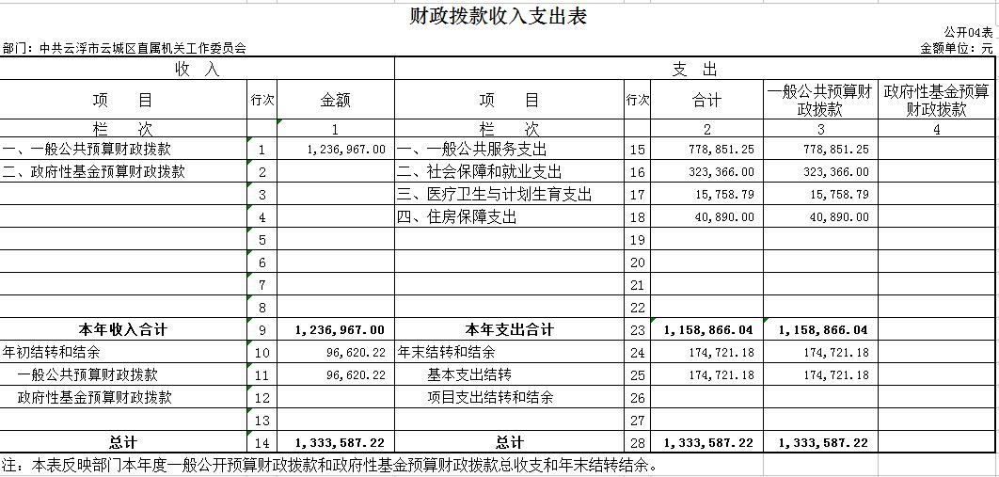 财政拨款收入支出表
公开04表
部门：中共云浮市云城区直属机关工作委员会 金额单位：元
收 入 支 出
项 目 行次 金额 项 目 行次 合计 一般公共预算财政拨款 政府性基金预算财政拨款
栏 次 1 栏 次 2 3 4
一、一般公共预算财政拨款 1 1,236,967.00 一、一般公共服务支出 15 778,851.25 778,851.25
二、政府性基金预算财政拨款 2 二、社会保障和就业支出 16 323,366.00 323,366.00
3 三、医疗卫生与计划生育支出 17 15,758.79 15,758.79
4 四、住房保障支出 18 40,890.00 40,890.00
5 19
6 20
7 21
8 22
本年收入合计 9 1,236,967.00 本年支出合计 23 1,158,866.04 1,158,866.04
年初结转和结余 10 96,620.22 年末结转和结余 24 174,721.18 174,721.18
一般公共预算财政拨款 11 96,620.22 基本支出结转 25 174,721.18 174,721.18
政府性基金预算财政拨款 12 项目支出结转和结余 26
13 27
总计 14 1,333,587.22 总计 28 1,333,587.22 1,333,587.22
注：本表反映部门本年度一般公开预算财政拨款和政府性基金预算财政拨款总收支和年末结转结余。